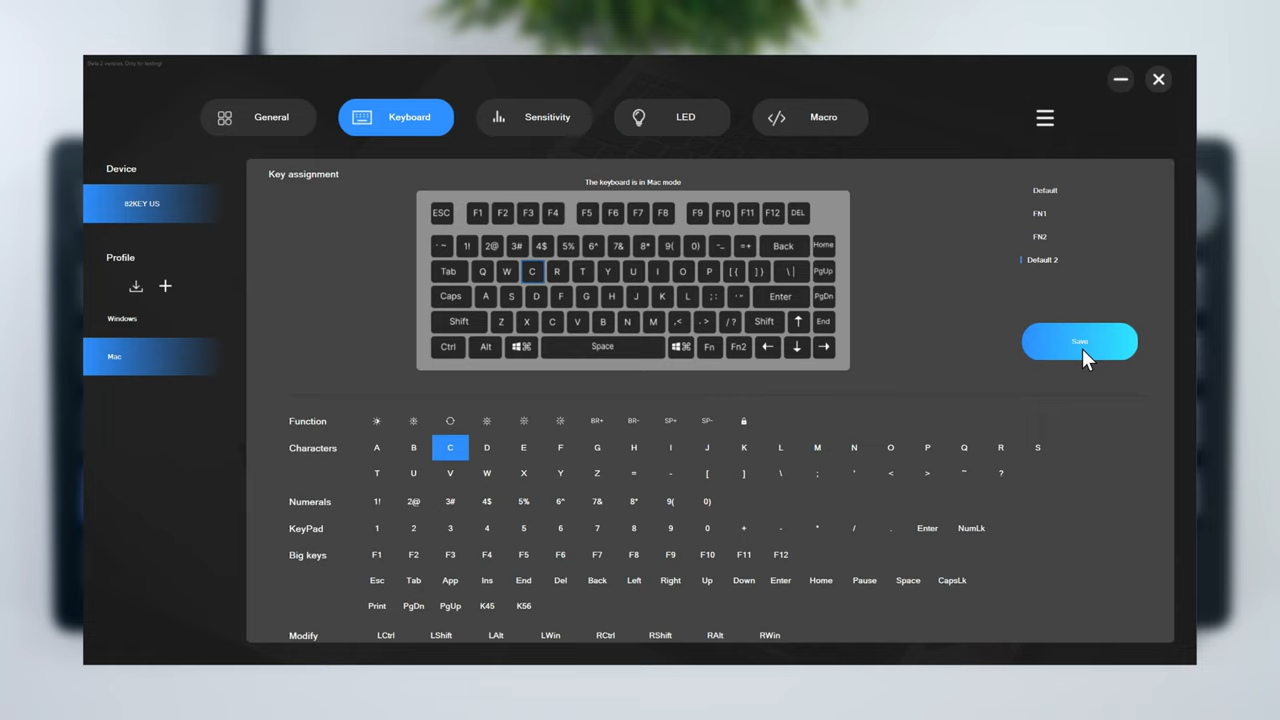 Beta 2 version, Only for testing!
General
Keyboard
Sensitivity
LED
Macro
Device
82KEY US
Profile
Windows
Mac
Key assignment
The keyboard is in Mac mode
ESC F1 F2 F3 F4 F5 F6 F7 F8 F9 F10 F11 F12 DEL
` ~ 1! 2@ 3# 4$ 5% 6^ 7& 8* 9( 0) -_ =+ Back Home
Tab Q W C R T Y U I O P [ { ] } \ | PgUp
Caps A S D F G H J K L ; : ' " Enter PgDn
Shift Z X C V B N M ,< .> / ? Shift ↑ End
Ctrl Alt ⌘ Space ⌘ Fn Fn2 ← ↓ →
Default
FN1
FN2
Default 2
Save
Function BR+ BR- SP+ SP-
Characters A B C D E F G H I J K L M N O P Q R S
T U V W X Y Z = - [ ] \ ; ' < > ~ ?
Numerals 1! 2@ 3# 4$ 5% 6^ 7& 8* 9( 0)
KeyPad 1 2 3 4 5 6 7 8 9 0 + - * / . Enter NumLk
Big keys F1 F2 F3 F4 F5 F6 F7 F8 F9 F10 F11 F12
Esc Tab App Ins End Del Back Left Right Up Down Enter Home Pause Space CapsLk
Print PgDn PgUp K45 K56
Modify LCtrl LShift LAlt LWin RCtrl RShift RAlt RWin